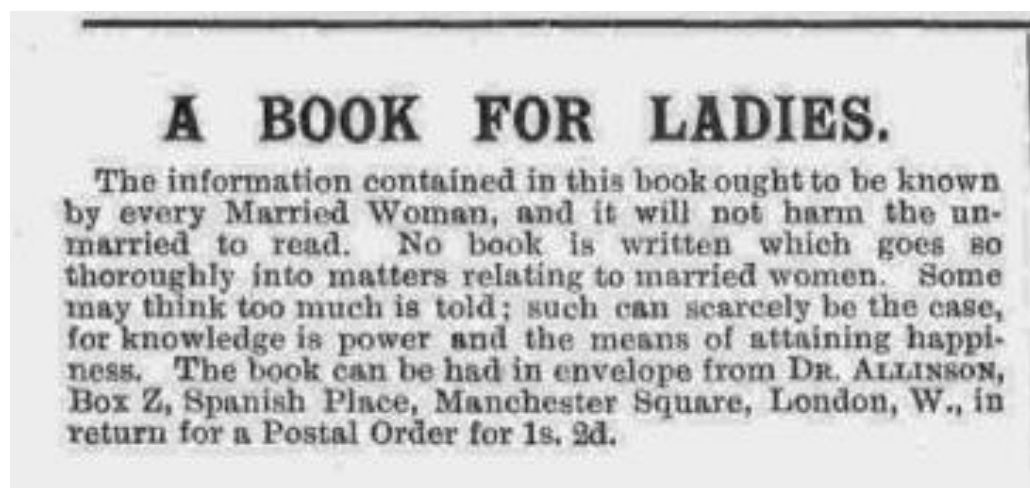 A BOOK FOR LADIES.
The information contained in this book ought to be known
by every Married Woman, and it will not harm the un-
married to read. No book is written which goes so
thoroughly into matters relating to married women. Some
may think too much is told; such can scarcely be the case,
for knowledge is power and the means of attaining happi-
ness. The book can be had in envelope from DR. ALLINSON,
Box Z, Spanish Place, Manchester Square, London, W., in
return for a Postal Order for 1s. 2d.